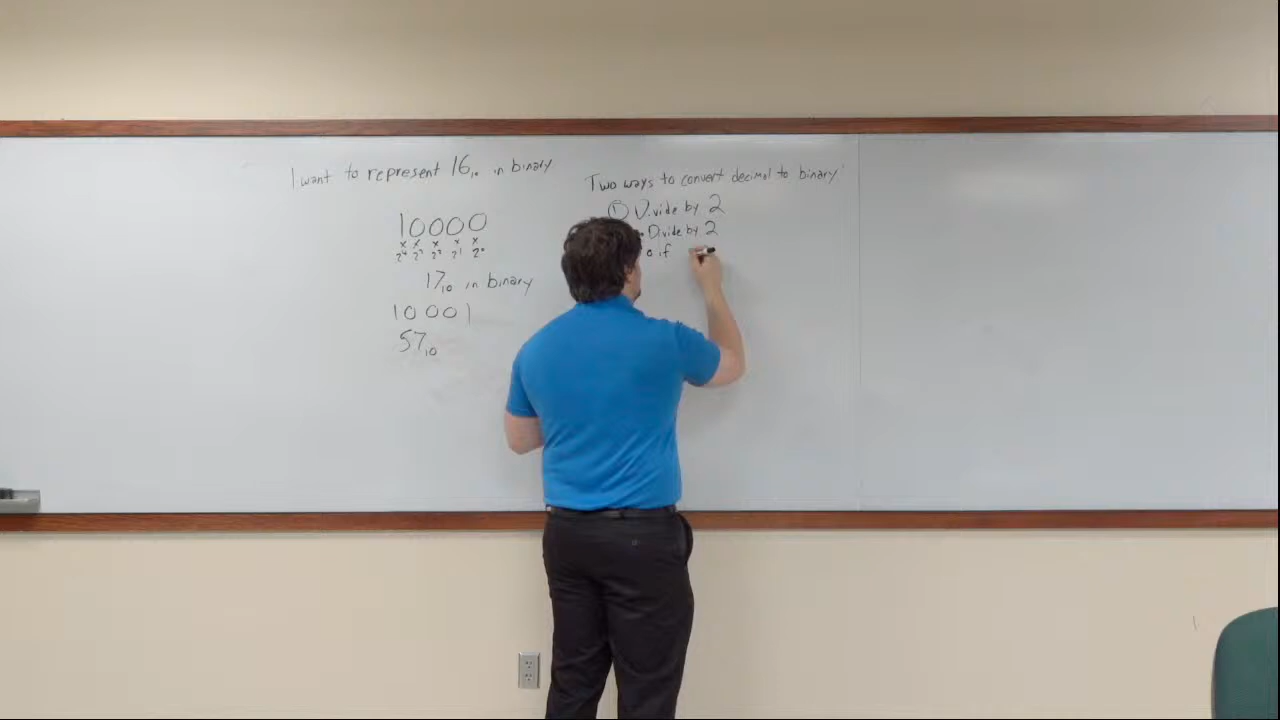 I want to represent 16₁₀ in binary
10000
x x x x x
2⁴ 2³ 2² 2¹ 2⁰
17₁₀ in binary
10001
57₁₀
Two ways to convert decimal to binary
① Divide by 2
Divide by 2
if